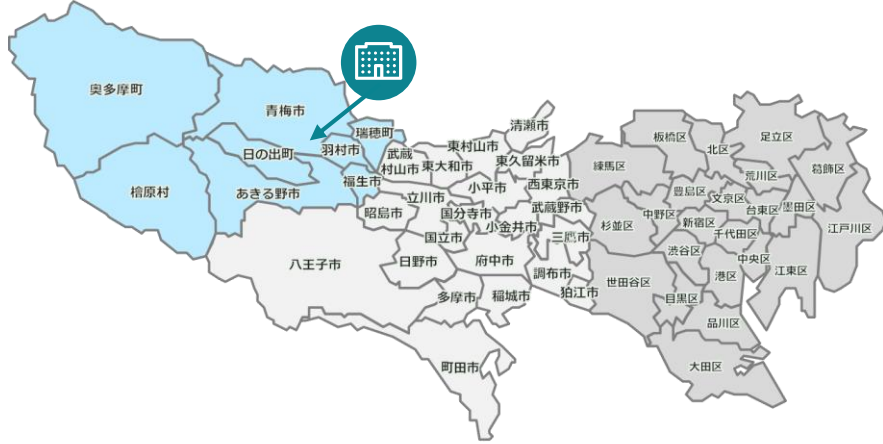 奥多摩町
青梅市
瑞穂町
日の出町
羽村市
檜原村
あきる野市
福生市
武蔵
村山市
東大和市
東村山市
清瀬市
東久留米市
小平市
西東京市
立川市
昭島市
国分寺市
武蔵野市
小金井市
国立市
三鷹市
八王子市
日野市
府中市
調布市
狛江市
多摩市
稲城市
町田市
板橋区
北区
足立区
練馬区
荒川区
葛飾区
豊島区
文京区
台東区
墨田区
江戸川区
杉並区
中野区
新宿区
千代田区
渋谷区
中央区
江東区
港区
世田谷区
目黒区
品川区
大田区